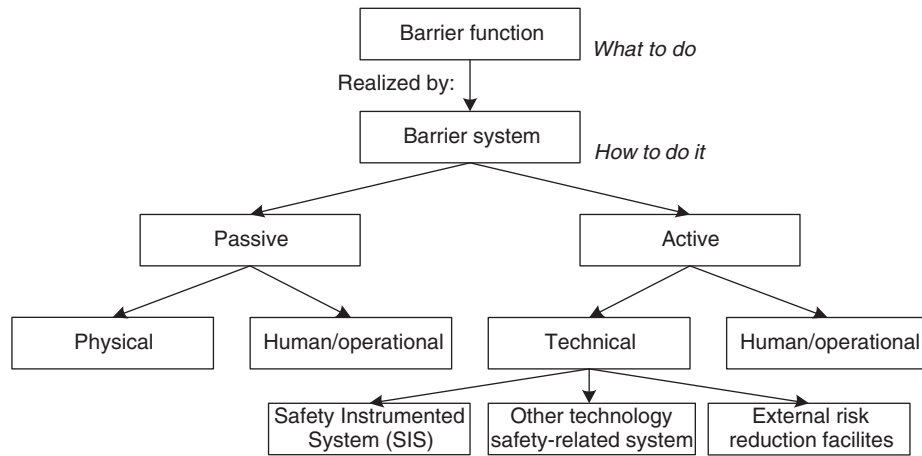 Barrier function
What to do
Realized by:
Barrier system
How to do it
Passive
Active
Physical
Human/operational
Technical
Human/operational
Safety Instrumented
System (SIS)
Other technology
safety-related system
External risk
reduction facilites